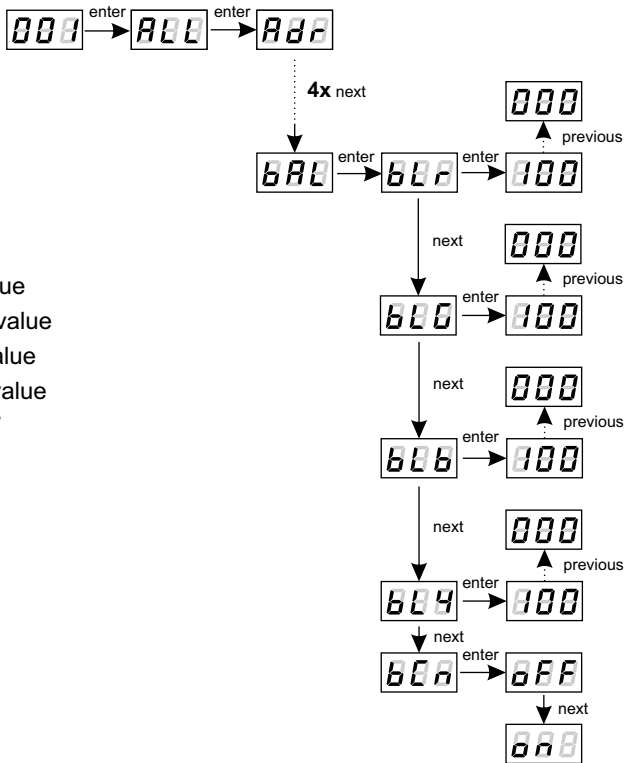 enter enter
001 ALL Adr
4x next
000
previous
enter enter
bAL bLr 100
next
000
previous
ue
value
enter
bLG 100
alue
next
000
value
previous
enter
bLb 100
next
000
previous
enter
bLY 100
next
enter
bCn oFF
next
on